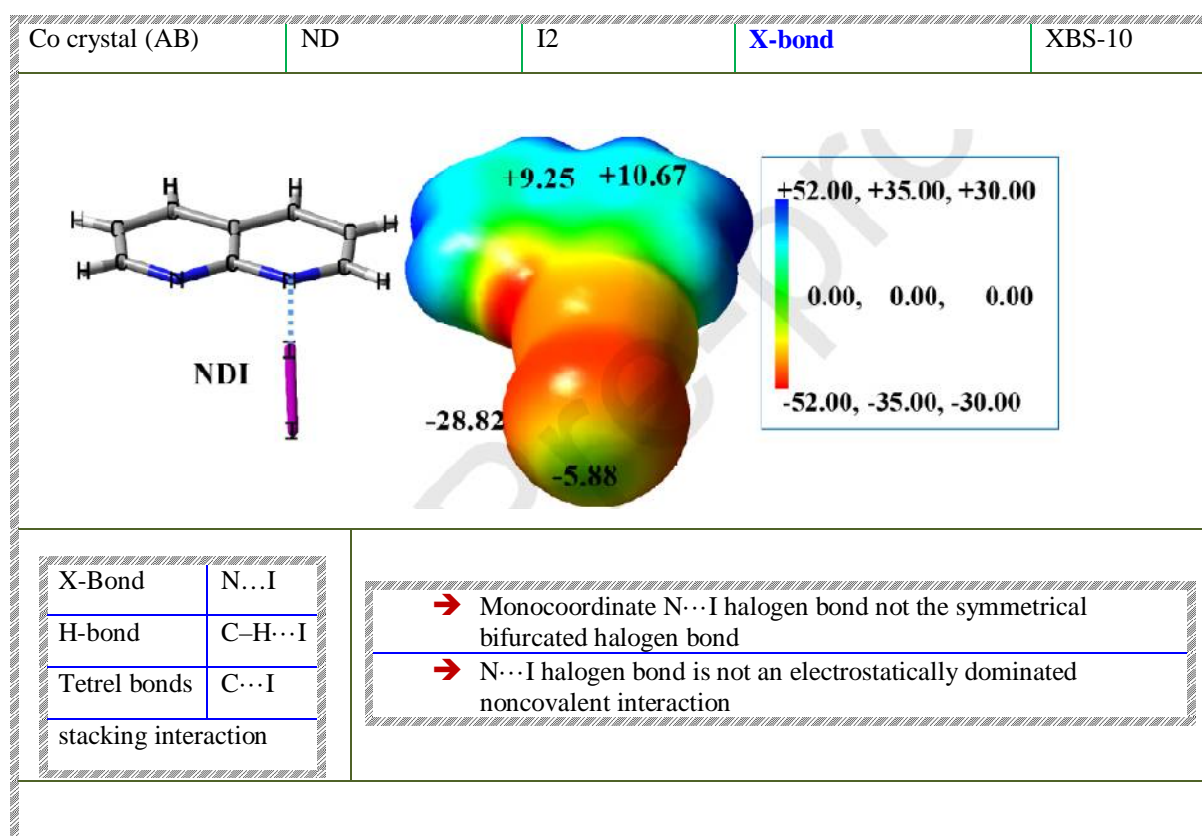 Co crystal (AB) ND I2 X-bond XBS-10
H H
H H
H H
N N
NDI
I
I
+9.25 +10.67
-28.82
-5.88
+52.00, +35.00, +30.00
0.00, 0.00, 0.00
-52.00, -35.00, -30.00
X-Bond N…I
H-bond C–H⋯I
Tetrel bonds C⋯I
stacking interaction
➔ Monocoordinate N⋯I halogen bond not the symmetrical
bifurcated halogen bond
➔ N⋯I halogen bond is not an electrostatically dominated
noncovalent interaction